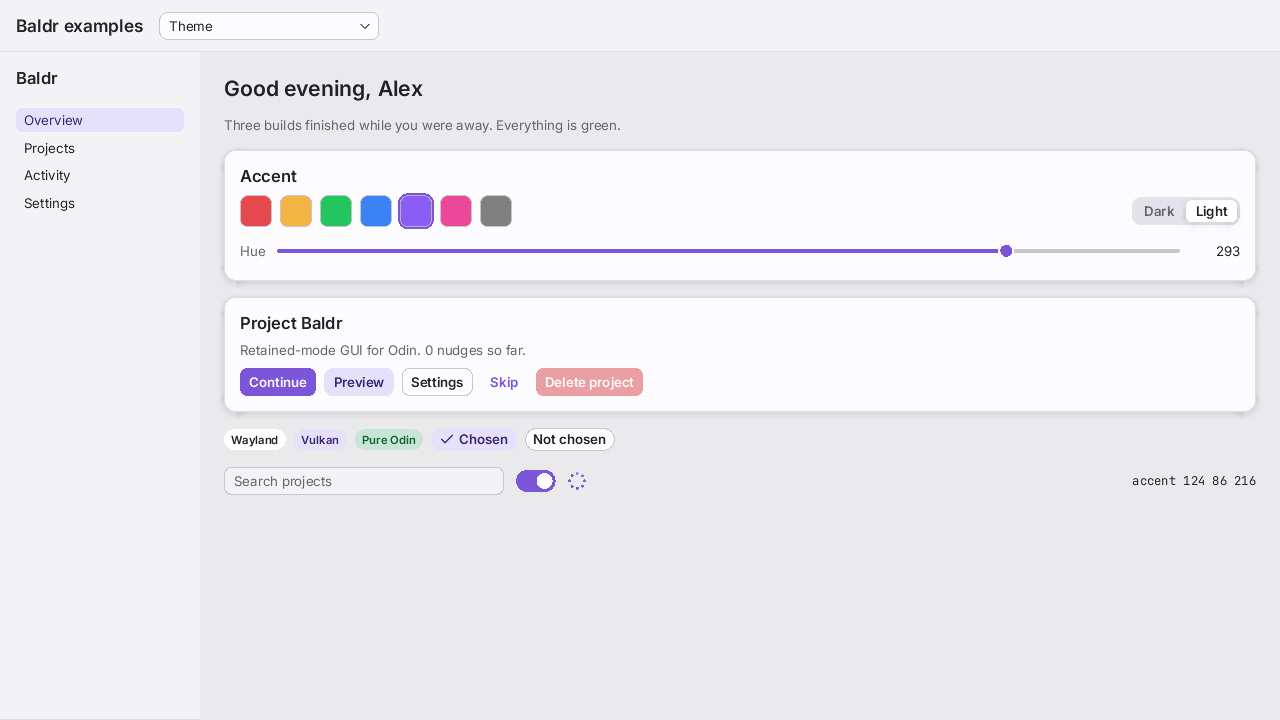 Baldr examples
Theme
Baldr
Overview
Projects
Activity
Settings
Good evening, Alex
Three builds finished while you were away. Everything is green.
Accent
Dark Light
Hue 293
Project Baldr
Retained-mode GUI for Odin. 0 nudges so far.
Continue Preview Settings Skip Delete project
Wayland Vulkan Pure Odin Chosen Not chosen
Search projects accent 124 86 216